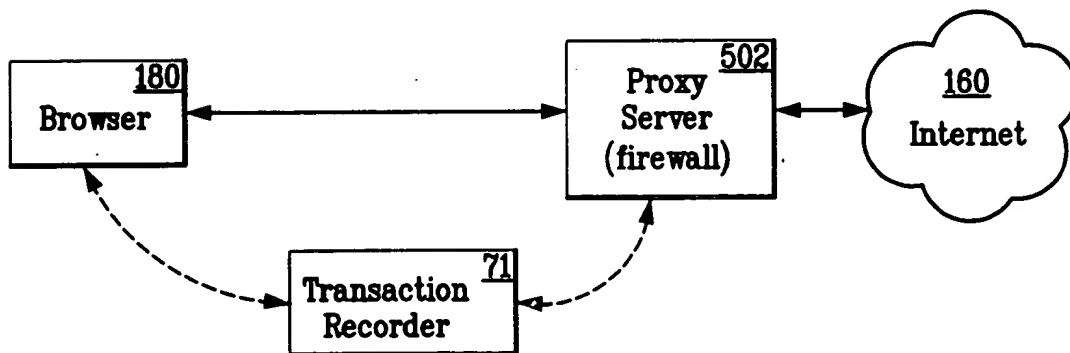 180
Browser
502
Proxy
Server
(firewall)
160
Internet
71
Transaction
Recorder